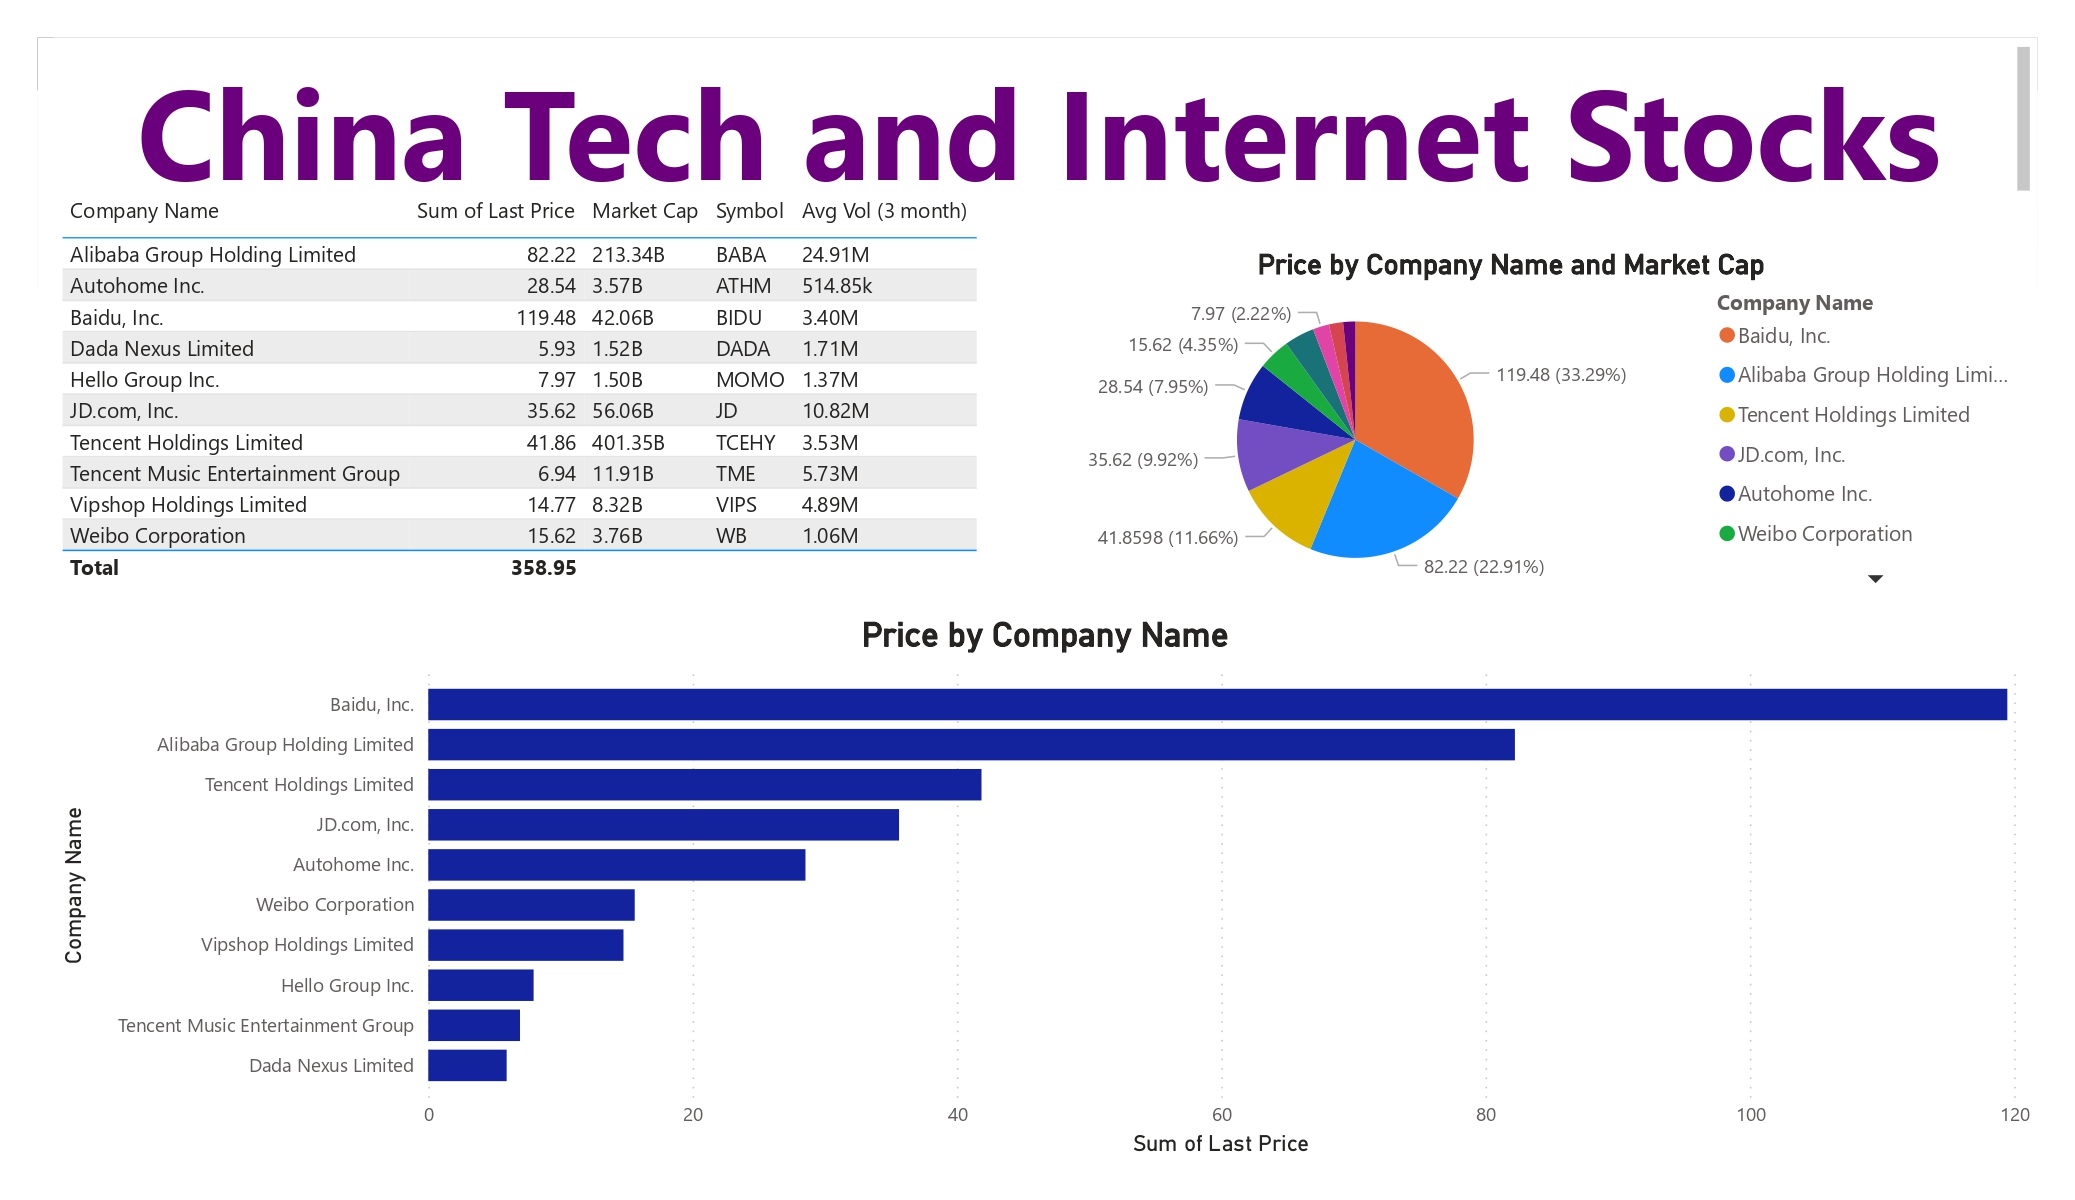 China Tech and Internet Stocks
Company Name Sum of Last Price Market Cap Symbol Avg Vol (3 month)
Alibaba Group Holding Limited 82.22 213.34B BABA 24.91M
Autohome Inc. 28.54 3.57B ATHM 514.85k
Baidu, Inc. 119.48 42.06B BIDU 3.40M
Dada Nexus Limited 5.93 1.52B DADA 1.71M
Hello Group Inc. 7.97 1.50B MOMO 1.37M
JD.com, Inc. 35.62 56.06B JD 10.82M
Tencent Holdings Limited 41.86 401.35B TCEHY 3.53M
Tencent Music Entertainment Group 6.94 11.91B TME 5.73M
Vipshop Holdings Limited 14.77 8.32B VIPS 4.89M
Weibo Corporation 15.62 3.76B WB 1.06M
Total 358.95
Price by Company Name and Market Cap
7.97 (2.22%)
15.62 (4.35%)
28.54 (7.95%)
35.62 (9.92%)
41.8598 (11.66%)
119.48 (33.29%)
82.22 (22.91%)
Company Name
Baidu, Inc.
Alibaba Group Holding Limi...
Tencent Holdings Limited
JD.com, Inc.
Autohome Inc.
Weibo Corporation
Price by Company Name
Company Name
Baidu, Inc.
Alibaba Group Holding Limited
Tencent Holdings Limited
JD.com, Inc.
Autohome Inc.
Weibo Corporation
Vipshop Holdings Limited
Hello Group Inc.
Tencent Music Entertainment Group
Dada Nexus Limited
0 20 40 60 80 100 120
Sum of Last Price